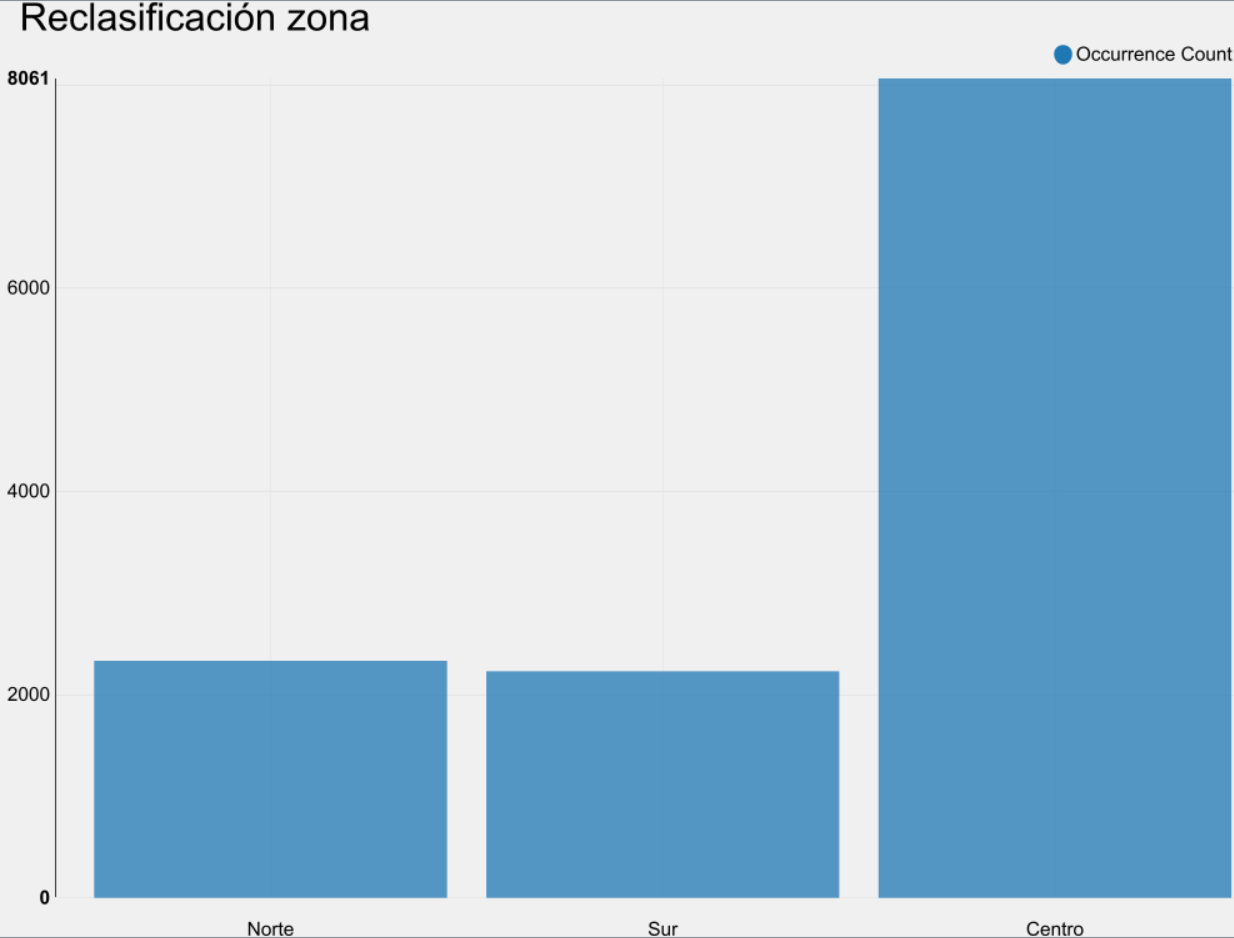 Reclasificación zona
Occurrence Count
8061
6000
4000
2000
0
Norte Sur Centro